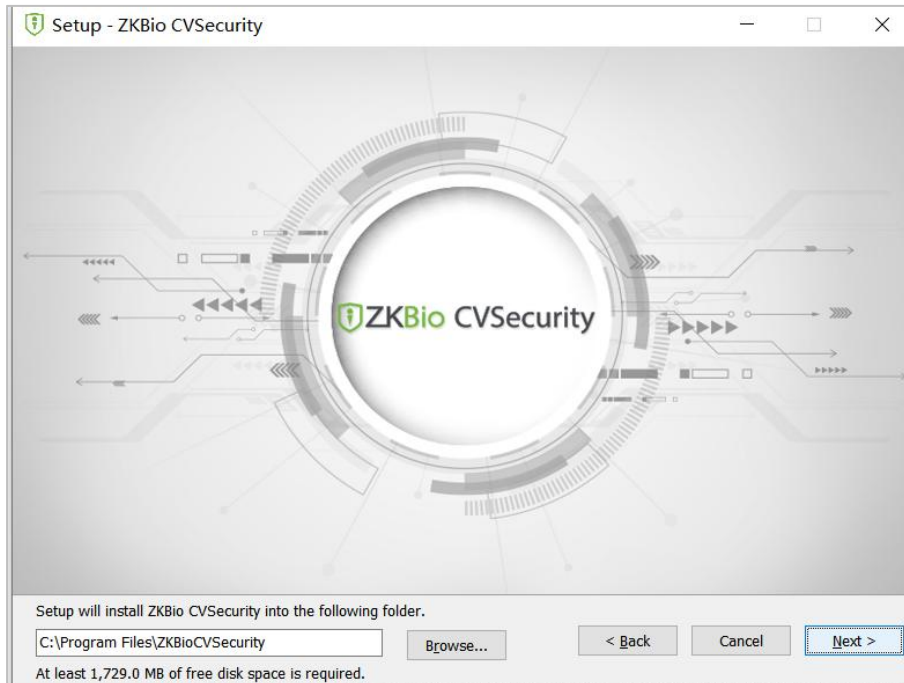 Setup - ZKBio CVSecurity
ZKBio CVSecurity
Setup will install ZKBio CVSecurity into the following folder.
C:\Program Files\ZKBioCVSecurity
Browse...
< Back
Cancel
Next >
At least 1,729.0 MB of free disk space is required.